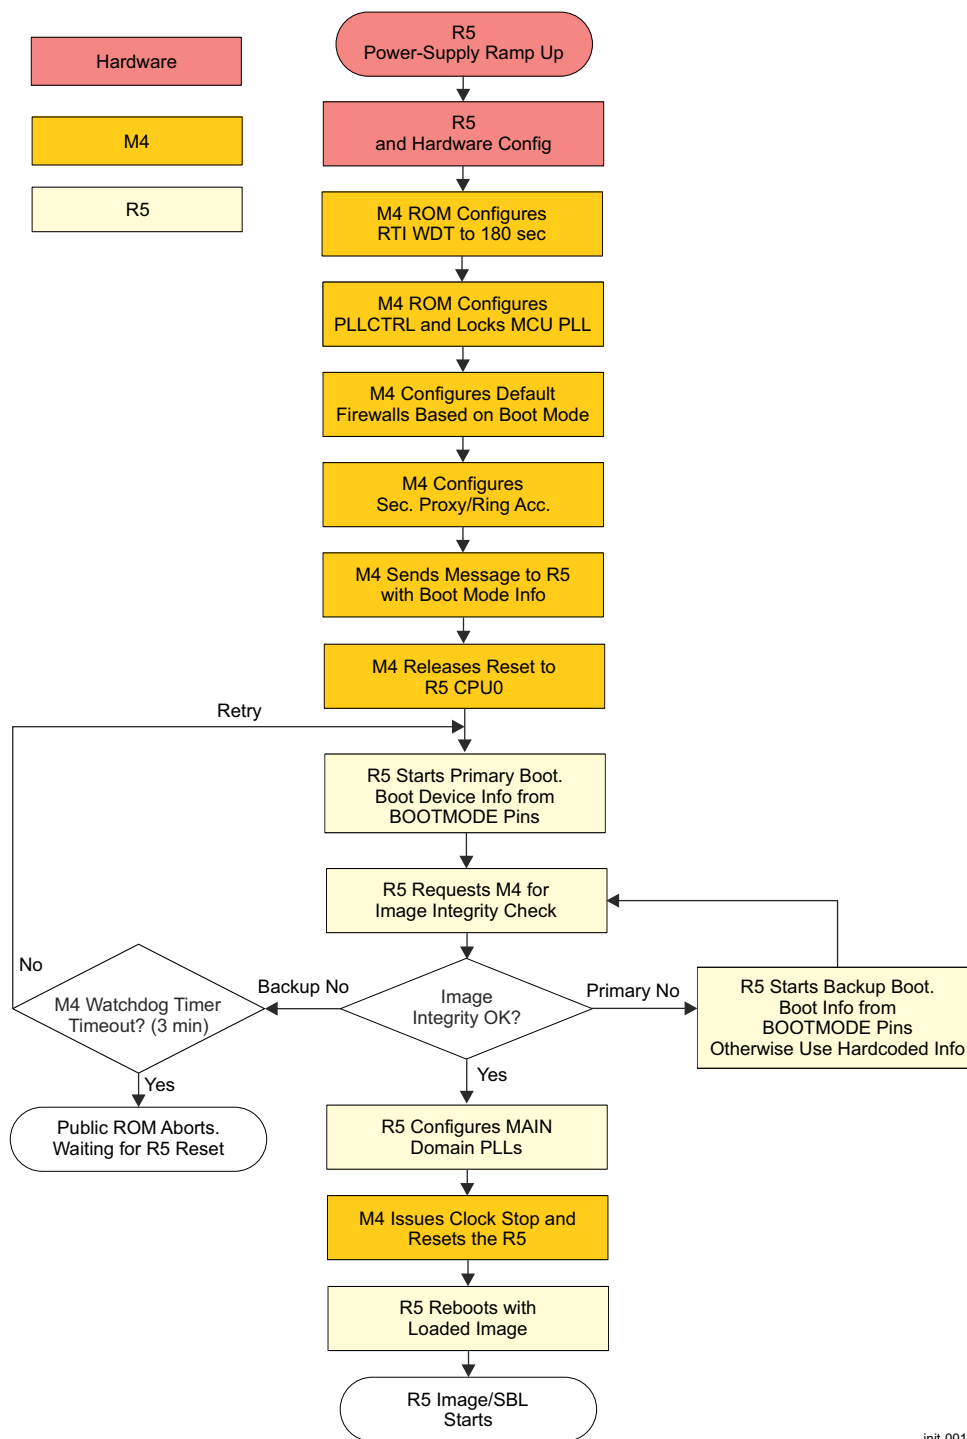 Hardware
M4
R5
R5
Power-Supply Ramp Up
R5
and Hardware Config
M4 ROM Configures
RTI WDT to 180 sec
M4 ROM Configures
PLLCTRL and Locks MCU PLL
M4 Configures Default
Firewalls Based on Boot Mode
M4 Configures
Sec. Proxy/Ring Acc.
M4 Sends Message to R5
with Boot Mode Info
M4 Releases Reset to
R5 CPU0
Retry
R5 Starts Primary Boot.
Boot Device Info from
BOOTMODE Pins
R5 Requests M4 for
Image Integrity Check
No
M4 Watchdog Timer
Timeout? (3 min)
Backup No
Image
Integrity OK?
Primary No
R5 Starts Backup Boot.
Boot Info from
BOOTMODE Pins
Otherwise Use Hardcoded Info
Yes
Yes
Public ROM Aborts.
Waiting for R5 Reset
R5 Configures MAIN
Domain PLLs
M4 Issues Clock Stop and
Resets the R5
R5 Reboots with
Loaded Image
R5 Image/SBL
Starts
init-001